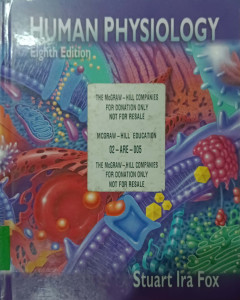 HUMAN PHYSIOLOGY
Eighth Edition
THE McGRAW-HILL COMPANIES
FOR DONATION ONLY
NOT FOR RESALE
MCGRAW-HILL EDUCATION
02-ARE-005
THE McGRAW-HILL COMPANIES
FOR DONATION ONLY
NOT FOR RESALE
Stuart Ira Fox